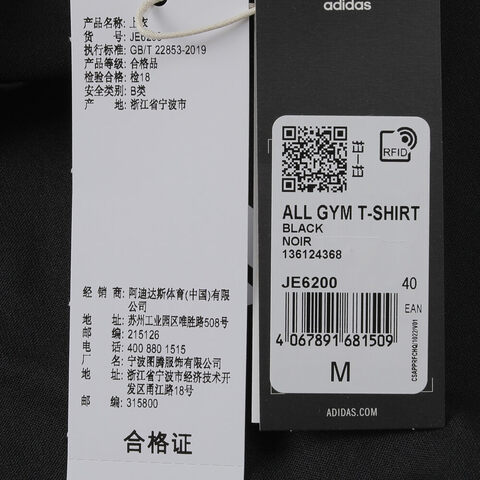 产品名称: 上衣
货 号: JE6200
执行标准: GB/T 22853-2019
产品等级: 合格品
检验合格: 检18
安全类别: B类
产 地: 浙江省宁波市
经 销 商: 阿迪达斯体育(中国)有限
公司
地 址: 苏州工业园区唯胜路508号
邮 编: 215126
电 话: 400 880 1515
厂 名: 宁波图腾服饰有限公司
地 址: 浙江省宁波市经济技术开
发区甬江路18号
邮 编: 315800
合格证
adidas
RFID
ALL GYM T-SHIRT
BLACK
NOIR
136124368
JE6200 40
EAN
4 067891 681509
M
ADIDAS.COM